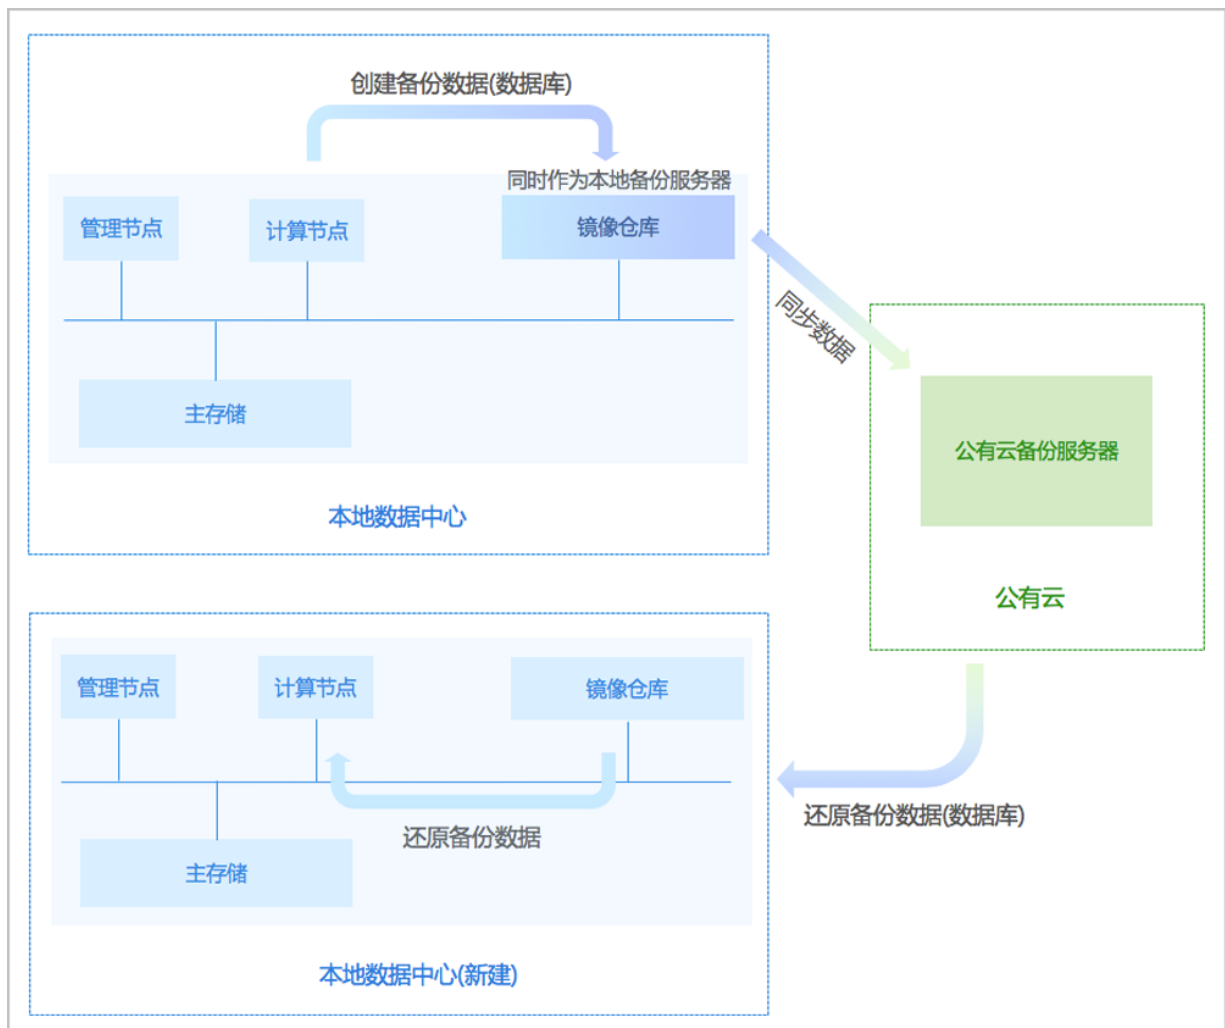 创建备份数据(数据库)
同时作为本地备份服务器
管理节点
计算节点
镜像仓库
同步数据
主存储
公有云备份服务器
本地数据中心
公有云
管理节点
计算节点
镜像仓库
还原备份数据(数据库)
还原备份数据
主存储
本地数据中心(新建)